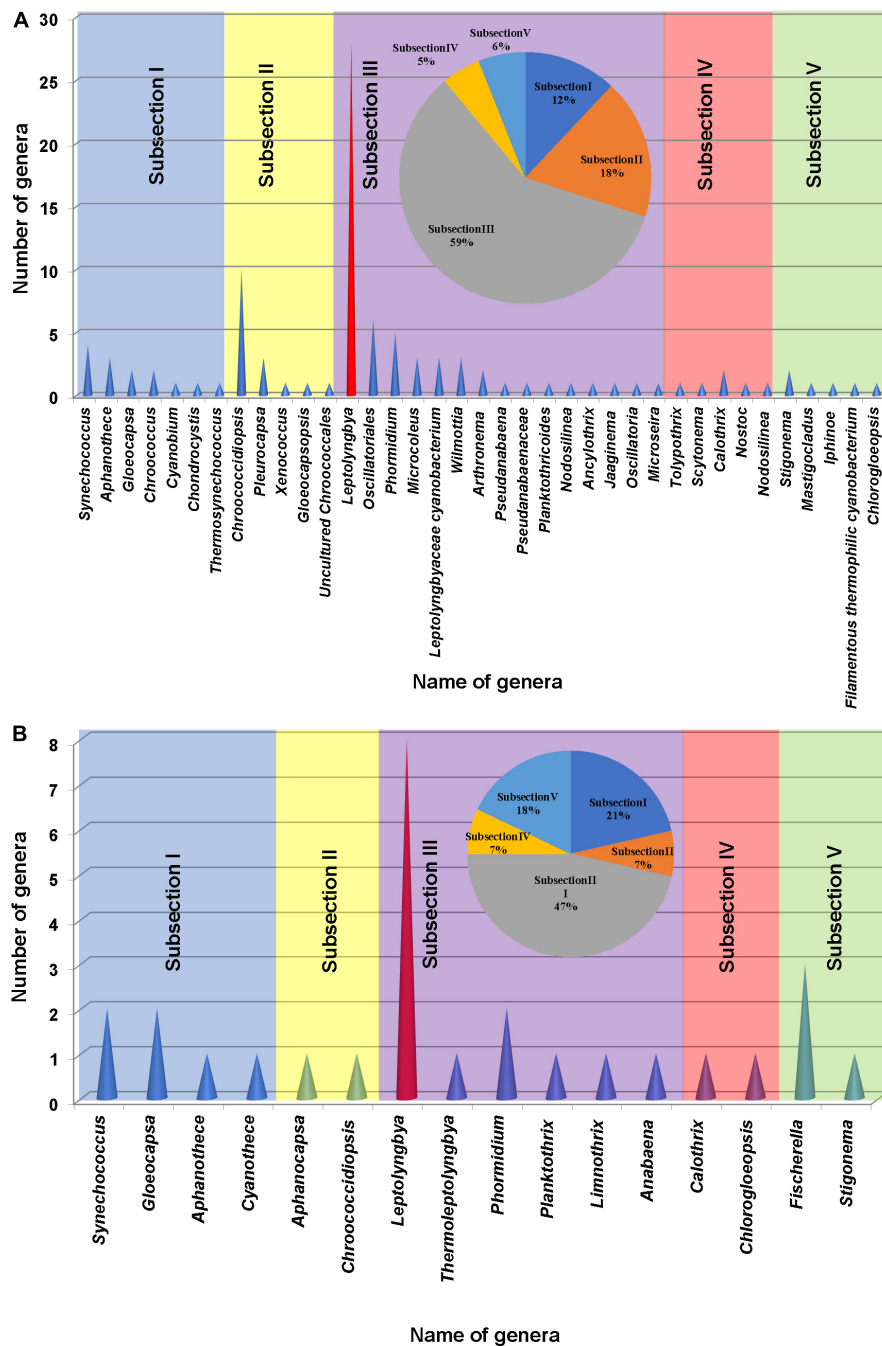 A
Number of genera
30
25
20
15
10
5
0
Subsection I
Subsection II
Subsection III
Subsection IV
Subsection V
SubsectionI
12%
SubsectionII
18%
SubsectionIII
59%
SubsectionIV
5%
SubsectionV
6%
Synechococcus
Aphanothece
Gloeocapsa
Chroococcus
Cyanobium
Chondrocystis
Thermosynechococcus
Chroococcidiopsis
Pleurocapsa
Xenococcus
Gloeocapsopsis
Uncultured Chroococcales
Leptolyngbya
Oscillatoriales
Phormidium
Microcoleus
Leptolyngbyaceae cyanobacterium
Wilmottia
Arthronema
Pseudanabaena
Pseudanabaenaceae
Planktothricoides
Nodosilinea
Ancylothrix
Jaaginema
Oscillatoria
Microseira
Tolypothrix
Scytonema
Calothrix
Nostoc
Nodosilinea
Stigonema
Mastigocladus
Iphinoe
Filamentous thermophilic cyanobacterium
Chlorogloeopsis
Name of genera
B
Number of genera
8
7
6
5
4
3
2
1
0
Subsection I
Subsection II
Subsection III
Subsection IV
Subsection V
SubsectionI
21%
SubsectionII
7%
SubsectionII
I
47%
SubsectionIV
7%
SubsectionV
18%
Synechococcus
Gloeocapsa
Aphanothece
Cyanothece
Aphanocapsa
Chroococcidiopsis
Leptolyngbya
Thermoleptolyngbya
Phormidium
Planktothrix
Limnothrix
Anabaena
Calothrix
Chlorogloeopsis
Fischerella
Stigonema
Name of genera